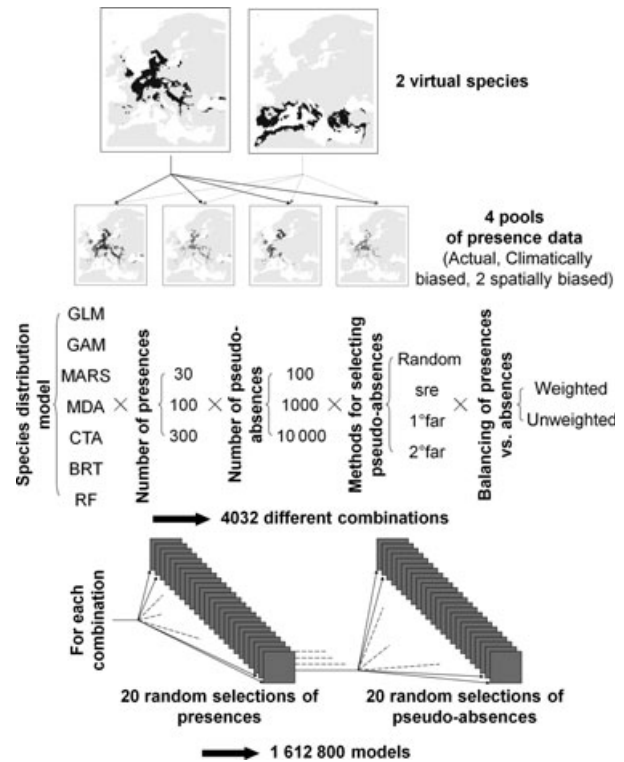 2 virtual species
4 pools
of presence data
(Actual, Climatically
biased, 2 spatially biased)
Species distribution
model
GLM
GAM
MARS
MDA
CTA
BRT
RF
×
Number of presences
30
100
300
×
Number of pseudo-
absences
100
1000
10 000
×
Methods for selecting
pseudo-absences
Random
sre
1°far
2°far
×
Balancing of presences
vs. absences
Weighted
Unweighted
4032 different combinations
For each
combination
20 random selections of
presences
20 random selections of
pseudo-absences
1 612 800 models